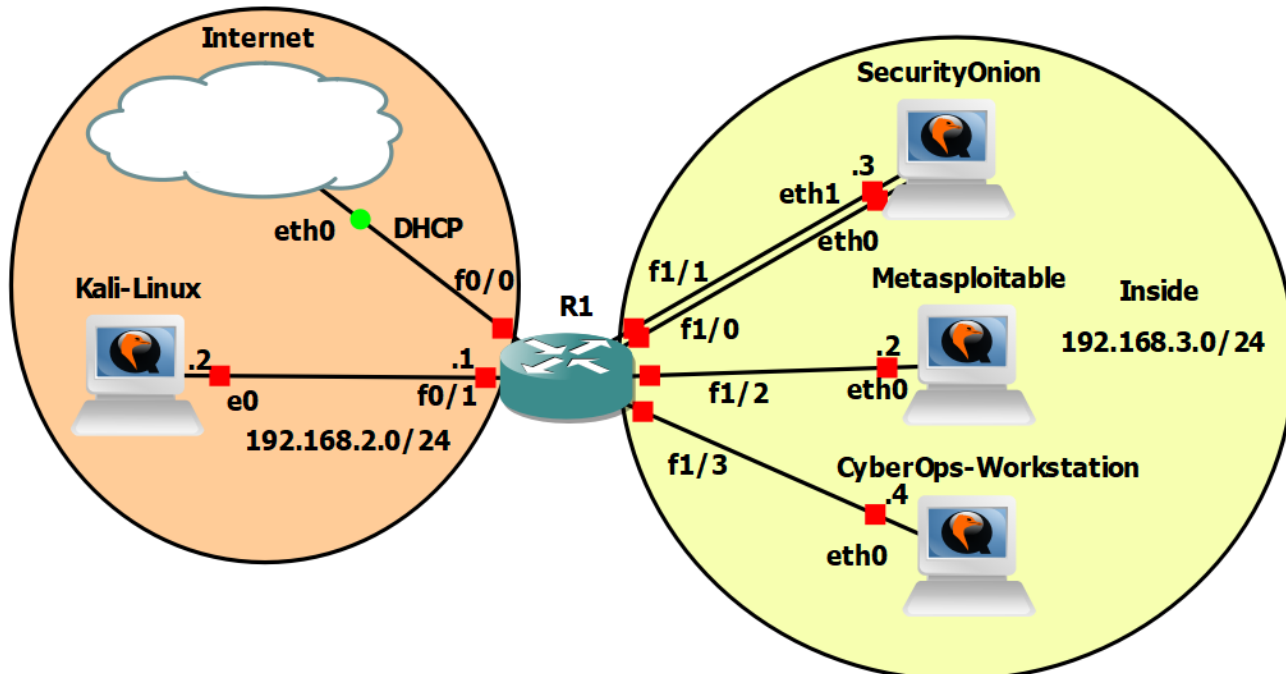 Internet
SecurityOnion
.3
eth1
eth0
DHCP
eth0
f0/0
f1/1
f1/0
Kali-Linux
R1
Metasploitable
Inside
192.168.3.0/24
.2
e0
.1
f0/1
192.168.2.0/24
f1/2
.2
eth0
f1/3
CyberOps-Workstation
.4
eth0